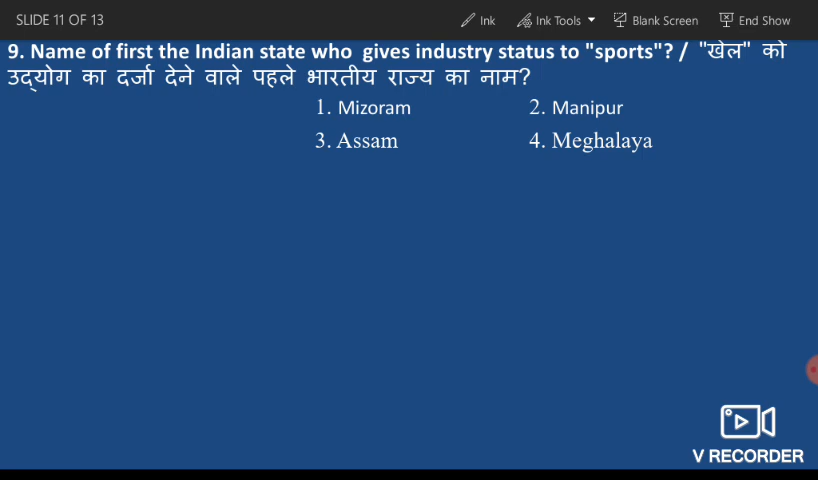 SLIDE 11 OF 13 Ink Ink Tools Blank Screen End Show
9. Name of first the Indian state who gives industry status to "sports"? / "खेल" को
उद्योग का दर्जा देने वाले पहले भारतीय राज्य का नाम?
1. Mizoram 2. Manipur
3. Assam 4. Meghalaya
V RECORDER